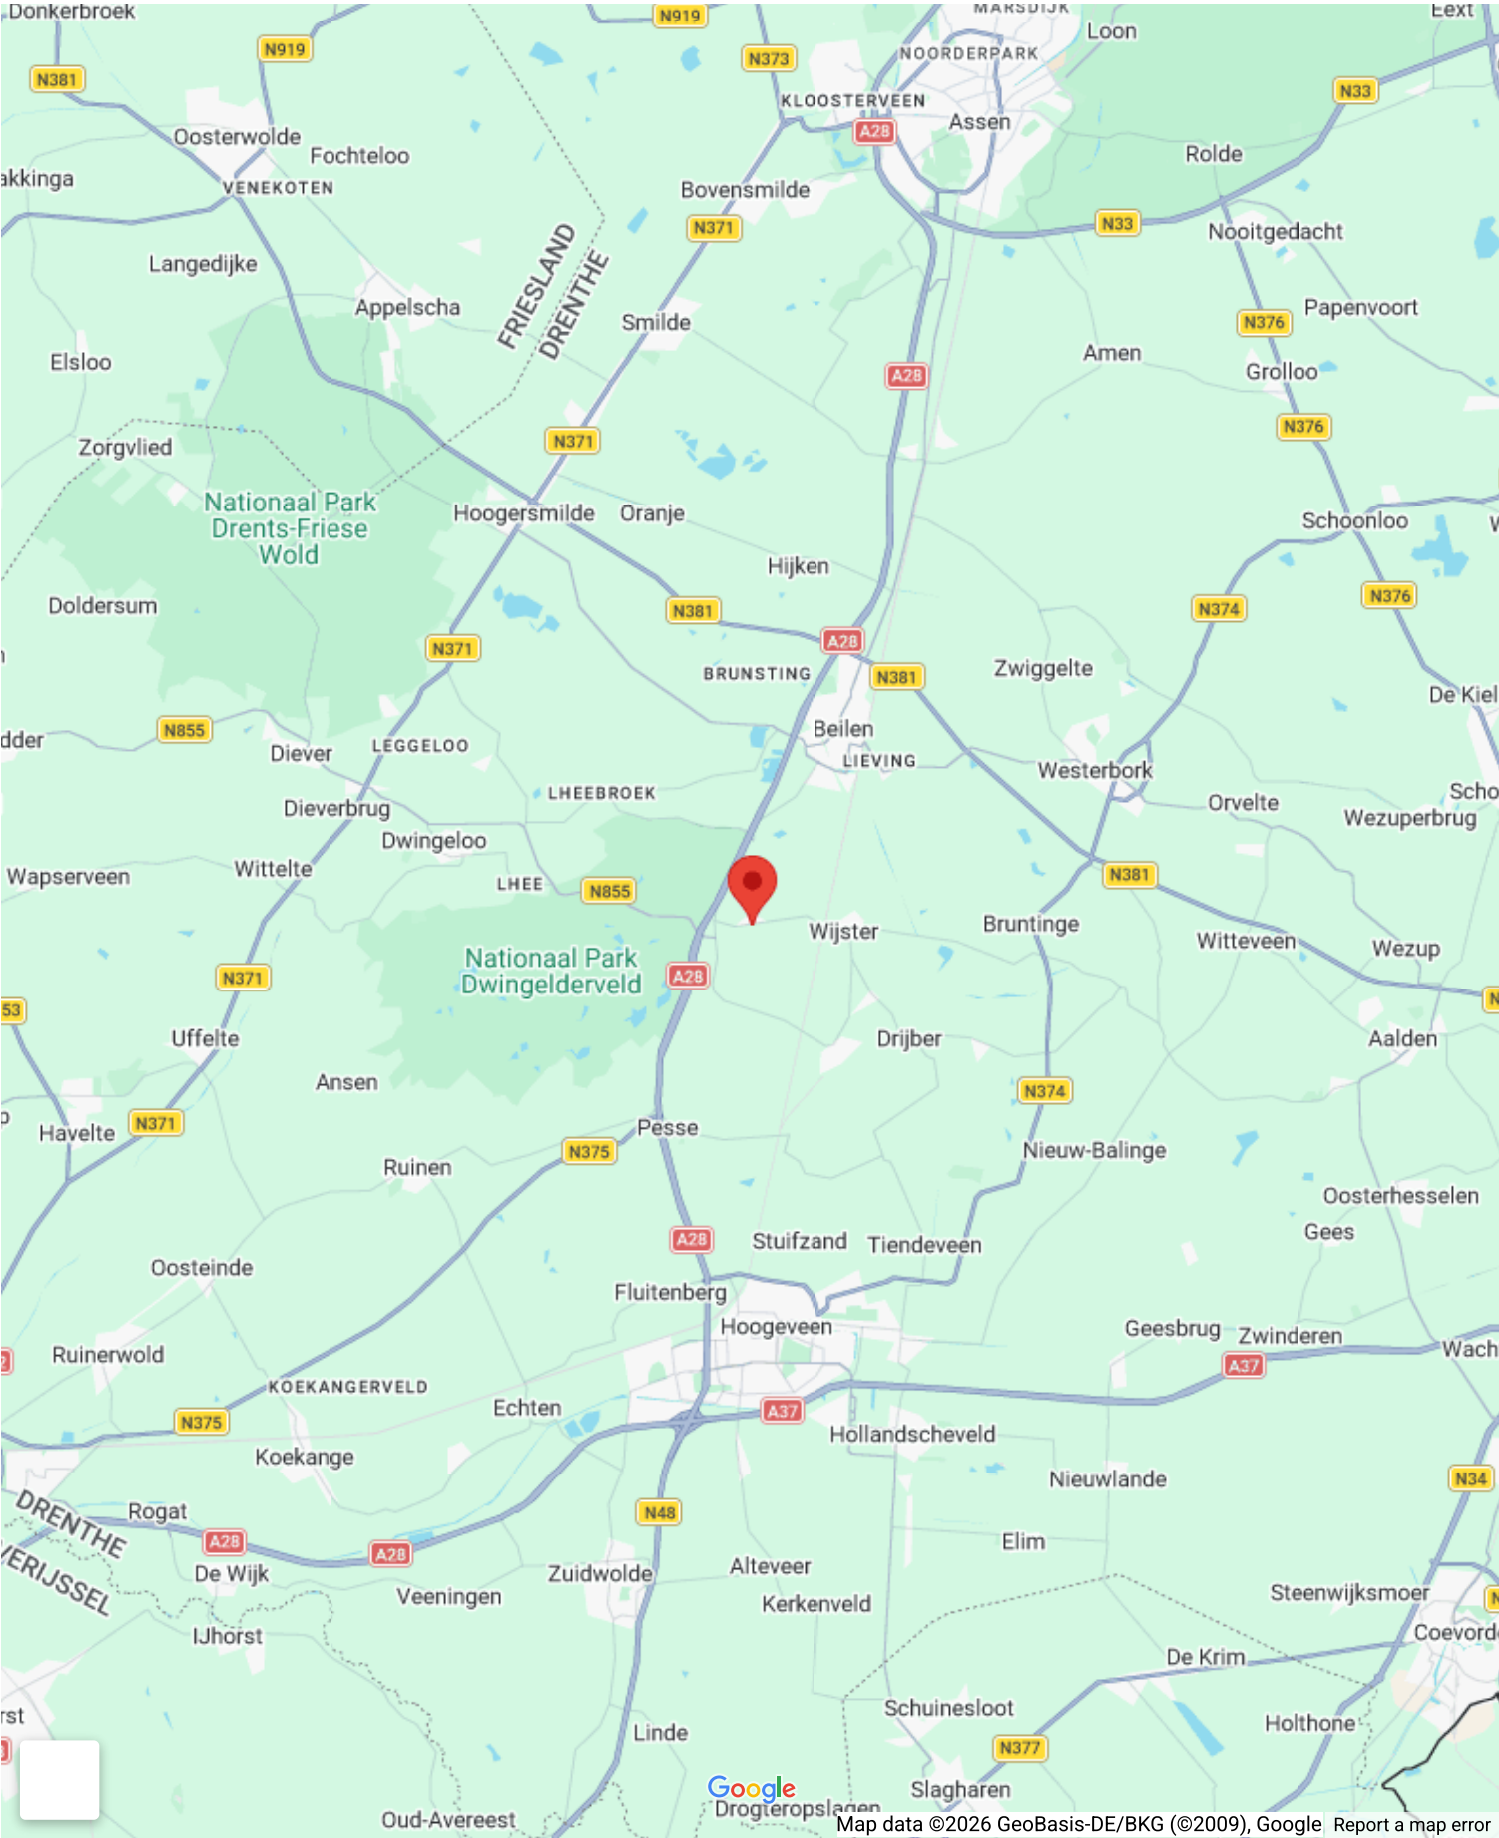 Donkerbroek
N919
MARSDIJK
Eext
Loon
N919
NOORDERPARK
N373
N381
N33
KLOOSTERVEEN
Assen
A28
Oosterwolde
Fochteloo
Rolde
akkinga
VENEKOTEN
Bovensmilde
N371
N33
Nooitgedacht
Langedijke
FRIESLAND
DRENTHE
Appelscha
Smilde
N376
Papenvoort
Elsloo
Amen
Grolloo
A28
N376
Zorgvlied
N371
Nationaal Park
Drents-Friese
Wold
Hoogersmilde
Oranje
Schoonloo
Hijken
Doldersum
N381
N374
N376
N371
A28
BRUNSTING
N381
Zwiggelte
De Kiel
N855
Beilen
dder
Diever
LEGGELOO
LIEVING
Westerbork
LHEEBROEK
Scho
Dieverbrug
Orvelte
Wezuperbrug
Dwingeloo
Wapserveen
Wittelte
LHEE
N855
N381
Wijster
Bruntinge
Witteveen
Wezup
Nationaal Park
Dwingelderveld
N371
A28
53
N
Uffelte
Drijber
Aalden
Ansen
N374
Havelte
N371
Pesse
N375
Nieuw-Balinge
Ruinen
Oosterhesselen
Gees
A28
Stuifzand
Tiendeveen
Oosteinde
Fluitenberg
Hoogeveen
Geesbrug
Zwinderen
Wach
Ruinerwold
A37
KOEKANGERVELD
Echten
A37
N375
Hollandscheveld
Koekange
Nieuwlande
N34
DRENTHE
VERIJSSEL
Rogat
N48
A28
A28
Elim
De Wijk
Zuidwolde
Alteveer
Veeningen
Kerkenveld
Steenwijksmoer
N
IJhorst
Coevord
De Krim
rst
Schuinesloot
Holthone
Linde
N377
Google
Slagharen
Drogteropslagen
Oud-Avereest
Map data ©2026 GeoBasis-DE/BKG (©2009), Google
Report a map error